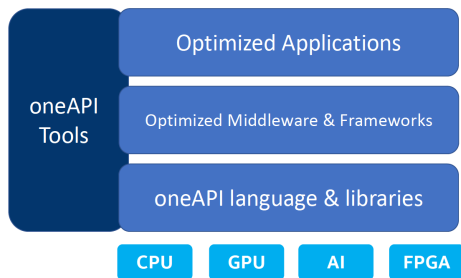 Optimized Applications
oneAPI
Tools
Optimized Middleware & Frameworks
oneAPI language & libraries
CPU
GPU
AI
FPGA